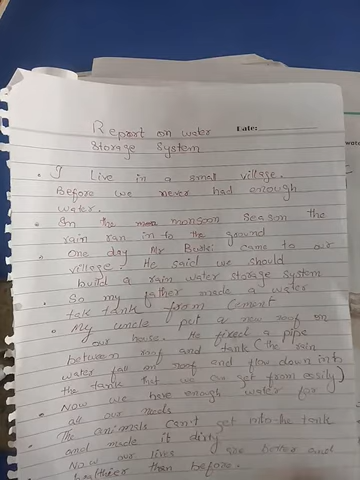 Report on water
Date:
storage system
• I Live in a small village.
Before we never had enough
water.
• In the monsoon season the
rain ran in to the ground
• One dry Mr Burki came to our
village. He said we should
build a rain water storage system
• So my father made a water
tank from Cement
• My uncle put a new roof on
our house. He fixed a pipe
between roof and tank (the rain
water fall on roof and flow down into
the tank that we can get from easily)
• Now we have enough water for
all our needs
• The animals can't get into the tank
and made it dirty
Now our lives are better and
healthier then before.